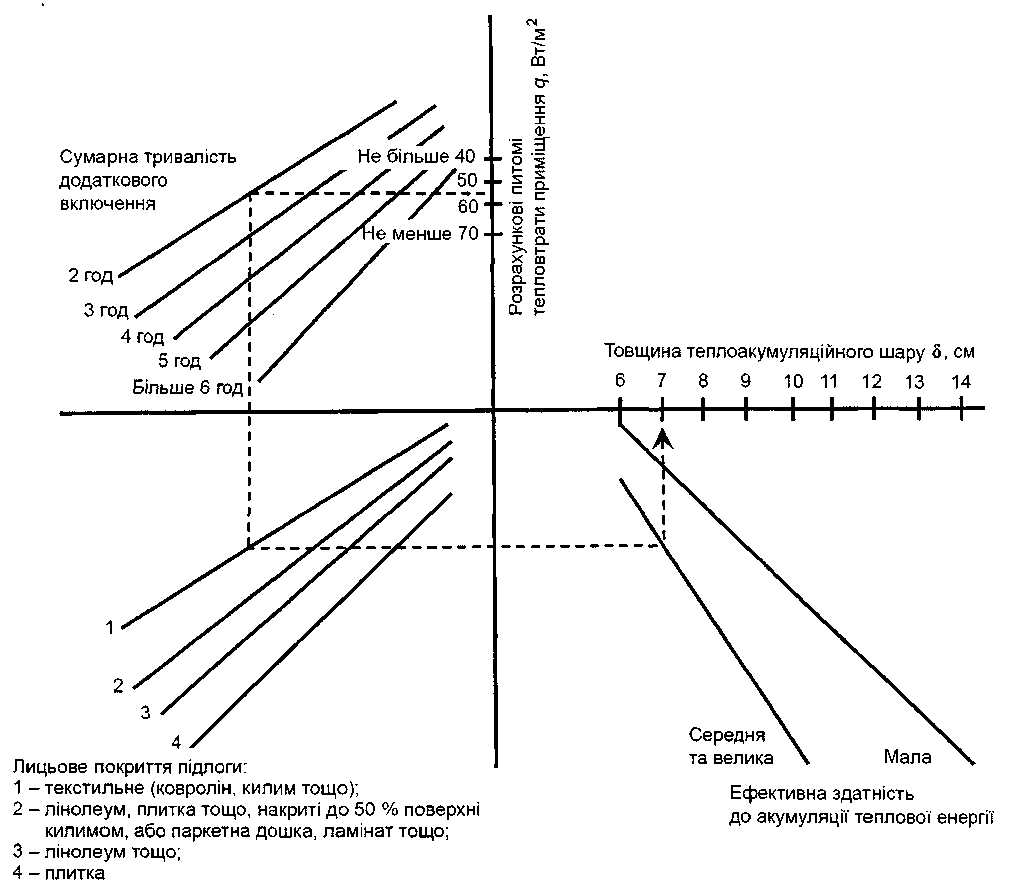 Розрахункові питомі
тепловтрати приміщення q, Вт/м²
Сумарна тривалість
додаткового
включення
Не більше 40
50
60
Не менше 70
2 год
3 год
4 год
5 год
Більше 6 год
Товщина теплоакумуляційного шару δ, см
6 7 8 9 10 11 12 13 14
1
2
3
4
Середня
та велика
Мала
Ефективна здатність
до акумуляції теплової енергії
Лицьове покриття підлоги:
1 – текстильне (ковролін, килим тощо);
2 – лінолеум, плитка тощо, накриті до 50 % поверхні
килимом, або паркетна дошка, ламінат тощо;
3 – лінолеум тощо;
4 – плитка